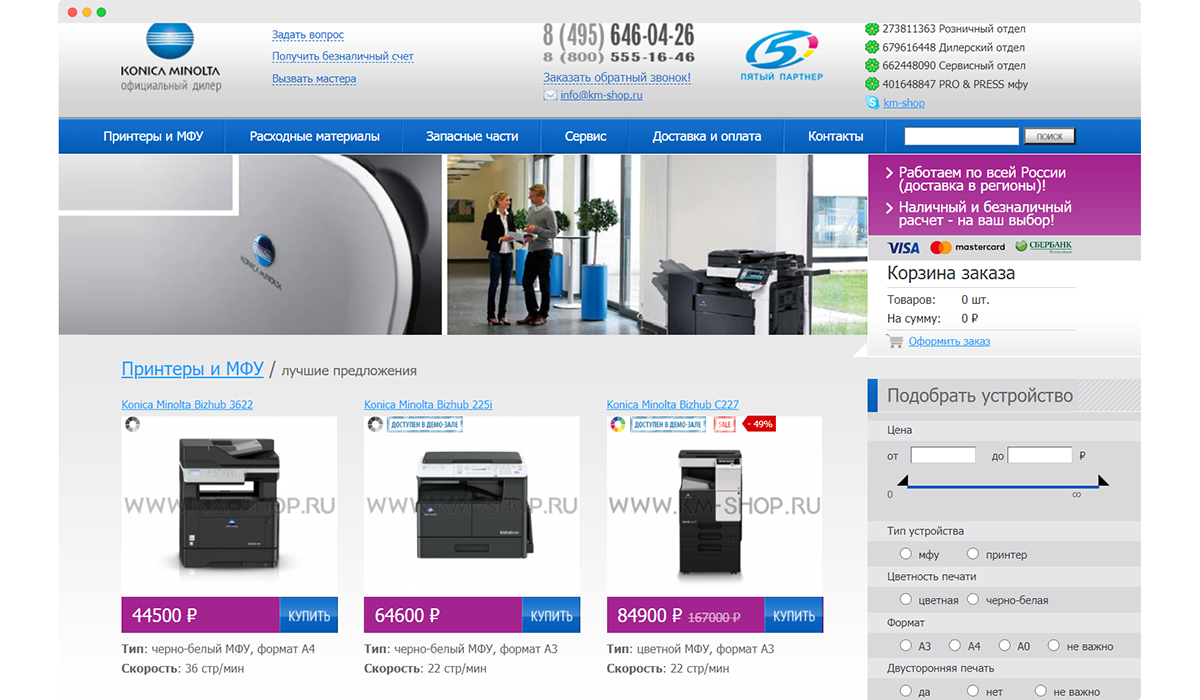 KONICA MINOLTA
официальный дилер
Задать вопрос
Получить безналичный счет
Вызвать мастера
8 (495) 646-04-26
8 (800) 555-16-46
Заказать обратный звонок!
info@km-shop.ru
5
ПЯТЫЙ ПАРТНЕР
273811363 Розничный отдел
679616448 Дилерский отдел
662448090 Сервисный отдел
401648847 PRO & PRESS мфу
km-shop
Принтеры и МФУ
Расходные материалы
Запасные части
Сервис
Доставка и оплата
Контакты
поиск
KONICA MINOLTA
Работаем по всей России
(доставка в регионы)!
Наличный и безналичный
расчет - на ваш выбор!
VISA mastercard СБЕРБАНК
Корзина заказа
Товаров: 0 шт.
На сумму: 0 ₽
Оформить заказ
Принтеры и МФУ / лучшие предложения
Konica Minolta Bizhub 3622
WWW.KM-SHOP.RU
44500 ₽ КУПИТЬ
Тип: черно-белый МФУ, формат A4
Скорость: 36 стр/мин
Konica Minolta Bizhub 225i
ДОСТУПЕН В ДЕМО-ЗАЛЕ
WWW.KM-SHOP.RU
64600 ₽ КУПИТЬ
Тип: черно-белый МФУ, формат A3
Скорость: 22 стр/мин
Konica Minolta Bizhub C227
ДОСТУПЕН В ДЕМО-ЗАЛЕ SALE - 49%
WWW.KM-SHOP.RU
84900 ₽ 167000 ₽ КУПИТЬ
Тип: цветной МФУ, формат A3
Скорость: 22 стр/мин
Подобрать устройство
Цена
от до ₽
0 ∞
Тип устройства
мфу принтер
Цветность печати
цветная черно-белая
Формат
A3 A4 A0 не важно
Двусторонняя печать
да нет не важно